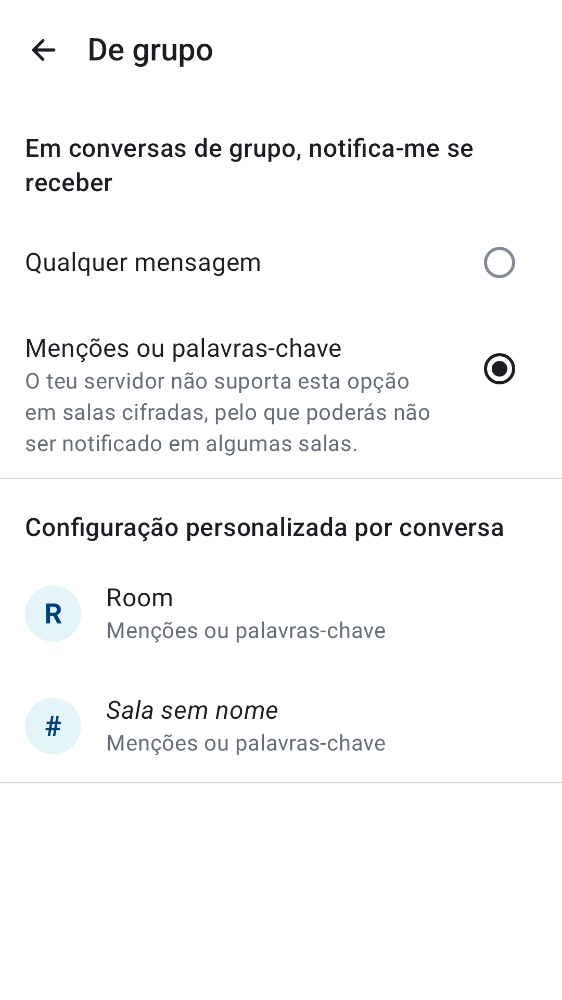 De grupo
Em conversas de grupo, notifica-me se
receber
Qualquer mensagem
Menções ou palavras-chave
O teu servidor não suporta esta opção
em salas cifradas, pelo que poderás não
ser notificado em algumas salas.
Configuração personalizada por conversa
R
Room
Menções ou palavras-chave
#
Sala sem nome
Menções ou palavras-chave